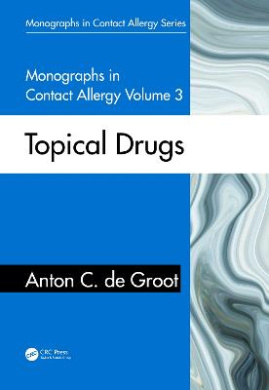 Monographs in Contact Allergy Series
Monographs in
Contact Allergy Volume 3
Topical Drugs
Anton C. de Groot
CRC Press